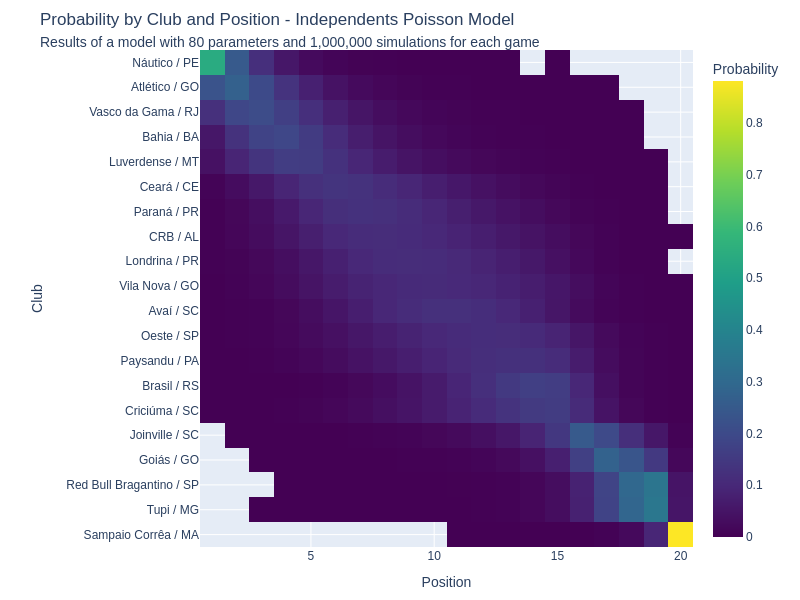 Probability by Club and Position - Independents Poisson Model
Results of a model with 80 parameters and 1,000,000 simulations for each game
Probability
Náutico / PE
Atlético / GO
Vasco da Gama / RJ
Bahia / BA
Luverdense / MT
Ceará / CE
Paraná / PR
CRB / AL
Londrina / PR
Vila Nova / GO
Avaí / SC
Oeste / SP
Paysandu / PA
Brasil / RS
Criciúma / SC
Joinville / SC
Goiás / GO
Red Bull Bragantino / SP
Tupi / MG
Sampaio Corrêa / MA
Club
5
10
15
20
Position
0.8
0.7
0.6
0.5
0.4
0.3
0.2
0.1
0